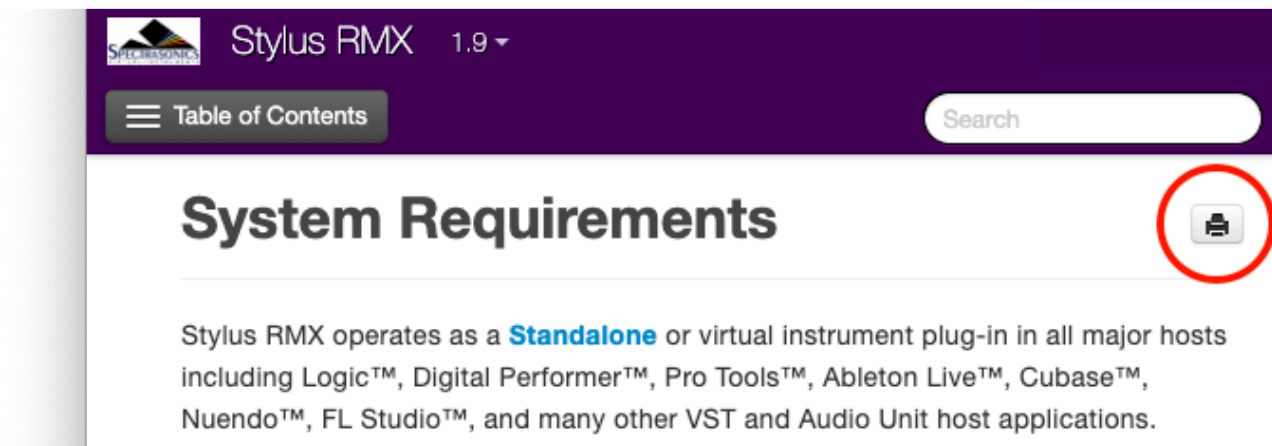 SPECTRASONICS
Stylus RMX 1.9
Table of Contents
Search
System Requirements
Stylus RMX operates as a Standalone or virtual instrument plug-in in all major hosts
including Logic™, Digital Performer™, Pro Tools™, Ableton Live™, Cubase™,
Nuendo™, FL Studio™, and many other VST and Audio Unit host applications.